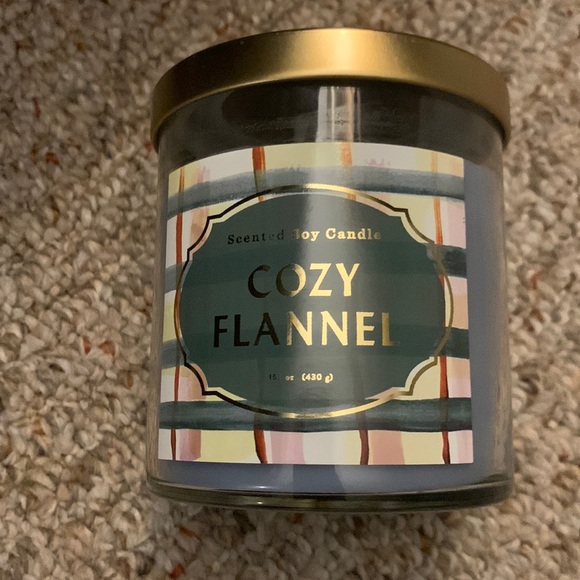 Scented Soy Candle
COZY
FLANNEL
oz (430 g)